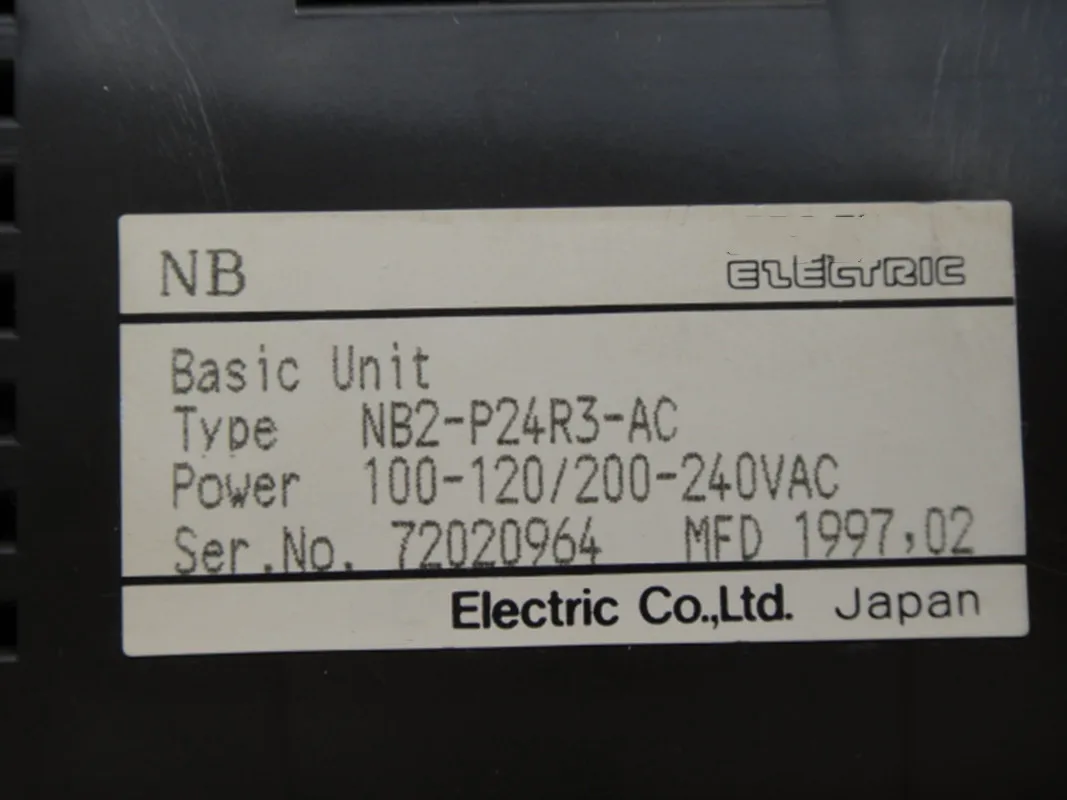 NB ELECTRIC
Basic Unit
Type NB2-P24R3-AC
Power 100-120/200-240VAC
Ser.No. 72020964 MFD 1997,02
Electric Co.,Ltd. Japan